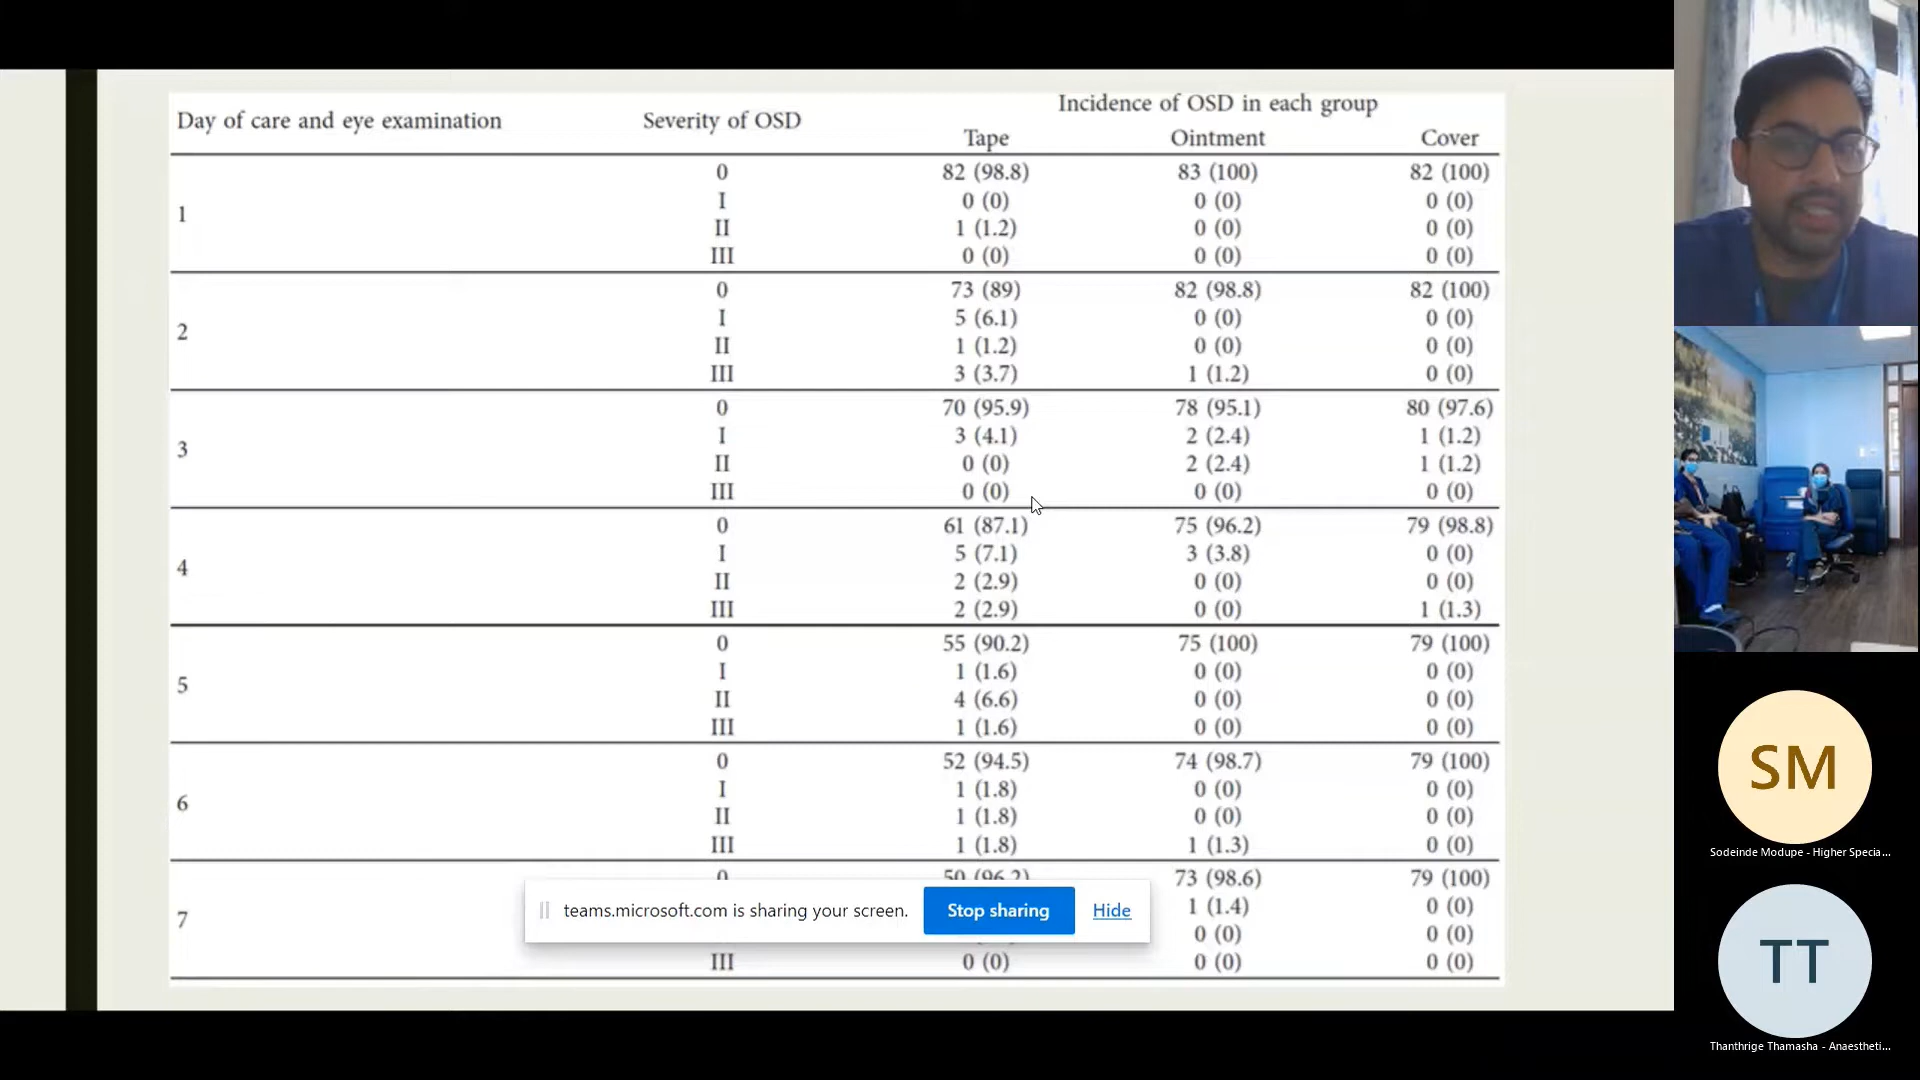 Incidence of OSD in each group
Day of care and eye examination Severity of OSD
Tape Ointment Cover
0 82 (98.8) 83 (100) 82 (100)
I 0 (0) 0 (0) 0 (0)
1
II 1 (1.2) 0 (0) 0 (0)
III 0 (0) 0 (0) 0 (0)
0 73 (89) 82 (98.8) 82 (100)
I 5 (6.1) 0 (0) 0 (0)
2
II 1 (1.2) 0 (0) 0 (0)
III 3 (3.7) 1 (1.2) 0 (0)
0 70 (95.9) 78 (95.1) 80 (97.6)
I 3 (4.1) 2 (2.4) 1 (1.2)
3
II 0 (0) 2 (2.4) 1 (1.2)
III 0 (0) 0 (0) 0 (0)
0 61 (87.1) 75 (96.2) 79 (98.8)
I 5 (7.1) 3 (3.8) 0 (0)
4
II 2 (2.9) 0 (0) 0 (0)
III 2 (2.9) 0 (0) 1 (1.3)
0 55 (90.2) 75 (100) 79 (100)
I 1 (1.6) 0 (0) 0 (0)
5
II 4 (6.6) 0 (0) 0 (0)
III 1 (1.6) 0 (0) 0 (0)
0 52 (94.5) 74 (98.7) 79 (100)
I 1 (1.8) 0 (0) 0 (0)
6
II 1 (1.8) 0 (0) 0 (0)
III 1 (1.8) 1 (1.3) 0 (0)
0 50 (96.2) 73 (98.6) 79 (100)
1 (1.4) 0 (0)
7
0 (0) 0 (0)
III 0 (0) 0 (0) 0 (0)
teams.microsoft.com is sharing your screen. Stop sharing Hide
SM
Sodeinde Modupe - Higher Specia...
TT
Thanthrige Thamasha - Anaestheti...